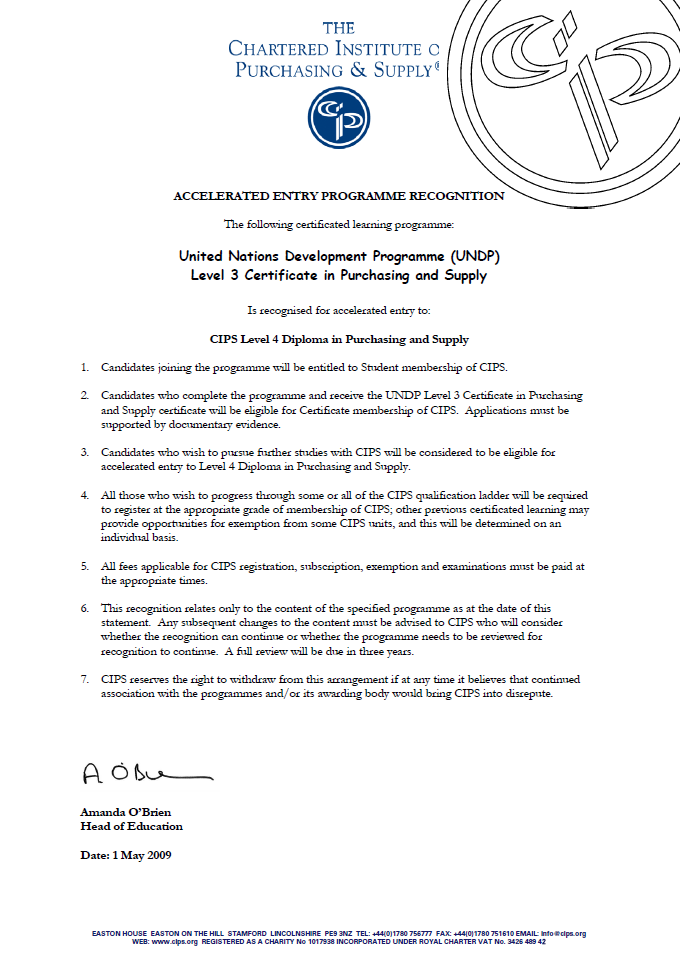 THE
CHARTERED INSTITUTE O
PURCHASING & SUPPLY®
ACCELERATED ENTRY PROGRAMME RECOGNITION
The following certificated learning programme:
United Nations Development Programme (UNDP)
Level 3 Certificate in Purchasing and Supply
Is recognised for accelerated entry to:
CIPS Level 4 Diploma in Purchasing and Supply
1. Candidates joining the programme will be entitled to Student membership of CIPS.
2. Candidates who complete the programme and receive the UNDP Level 3 Certificate in Purchasing
and Supply certificate will be eligible for Certificate membership of CIPS. Applications must be
supported by documentary evidence.
3. Candidates who wish to pursue further studies with CIPS will be considered to be eligible for
accelerated entry to Level 4 Diploma in Purchasing and Supply.
4. All those who wish to progress through some or all of the CIPS qualification ladder will be required
to register at the appropriate grade of membership of CIPS; other previous certificated learning may
provide opportunities for exemption from some CIPS units, and this will be determined on an
individual basis.
5. All fees applicable for CIPS registration, subscription, exemption and examinations must be paid at
the appropriate times.
6. This recognition relates only to the content of the specified programme as at the date of this
statement. Any subsequent changes to the content must be advised to CIPS who will consider
whether the recognition can continue or whether the programme needs to be reviewed for
recognition to continue. A full review will be due in three years.
7. CIPS reserves the right to withdraw from this arrangement if at any time it believes that continued
association with the programmes and/or its awarding body would bring CIPS into disrepute.
Amanda O'Brien
Head of Education
Date: 1 May 2009
EASTON HOUSE EASTON ON THE HILL STAMFORD LINCOLNSHIRE PE9 3NZ TEL: +44(0)1780 756777 FAX: +44(0)1780 751610 EMAIL: info@cips.org
WEB: www.cips.org REGISTERED AS A CHARITY No 1017938 INCORPORATED UNDER ROYAL CHARTER VAT No. 3426 489 42